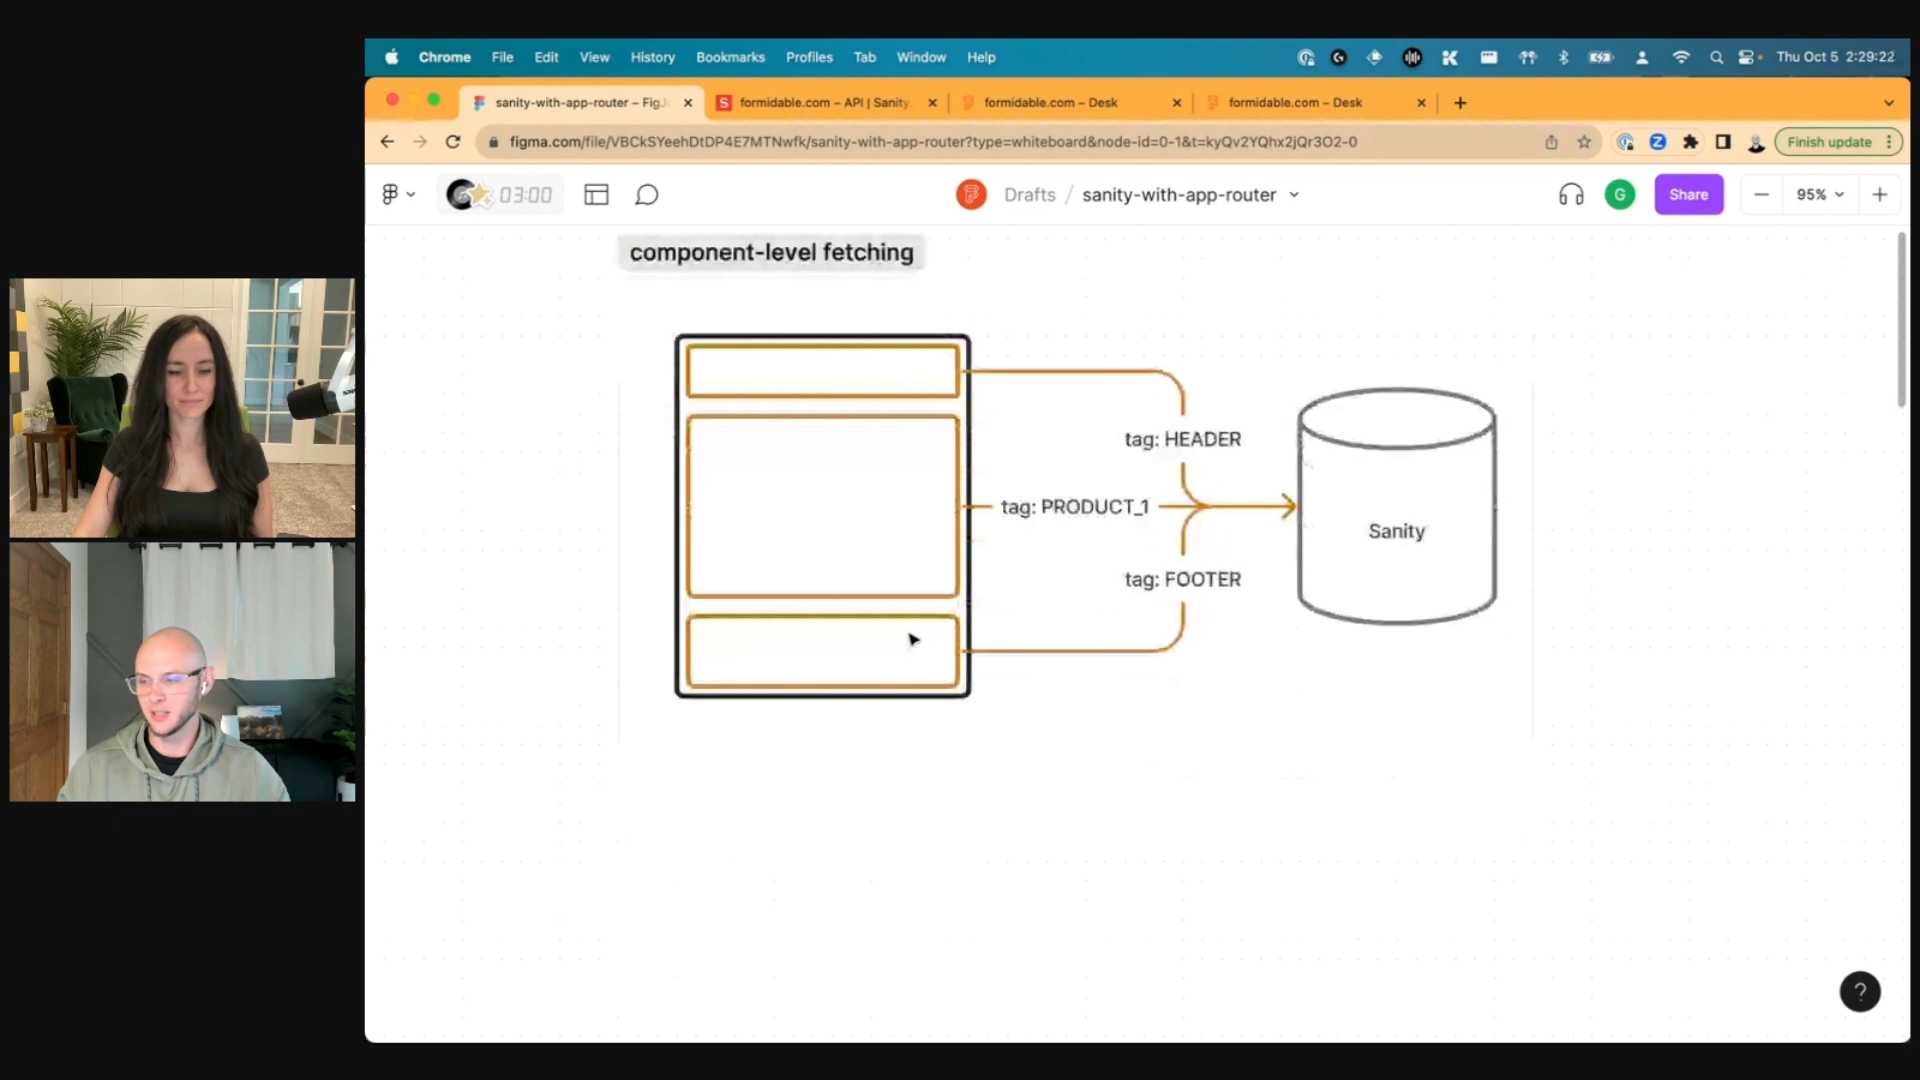 Chrome File Edit View History Bookmarks Profiles Tab Window Help Thu Oct 5 2:29:22
sanity-with-app-router – FigJ formidable.com – API | Sanity. formidable.com – Desk formidable.com – Desk
figma.com/file/VBCkSYeehDtDP4E7MTNwfk/sanity-with-app-router?type=whiteboard&node-id=0-1&t=kyQv2YQhx2jQr3O2-0 Finish update
03:00 Drafts / sanity-with-app-router G Share 95%
component-level fetching
tag: HEADER
tag: PRODUCT_1
Sanity
tag: FOOTER
?